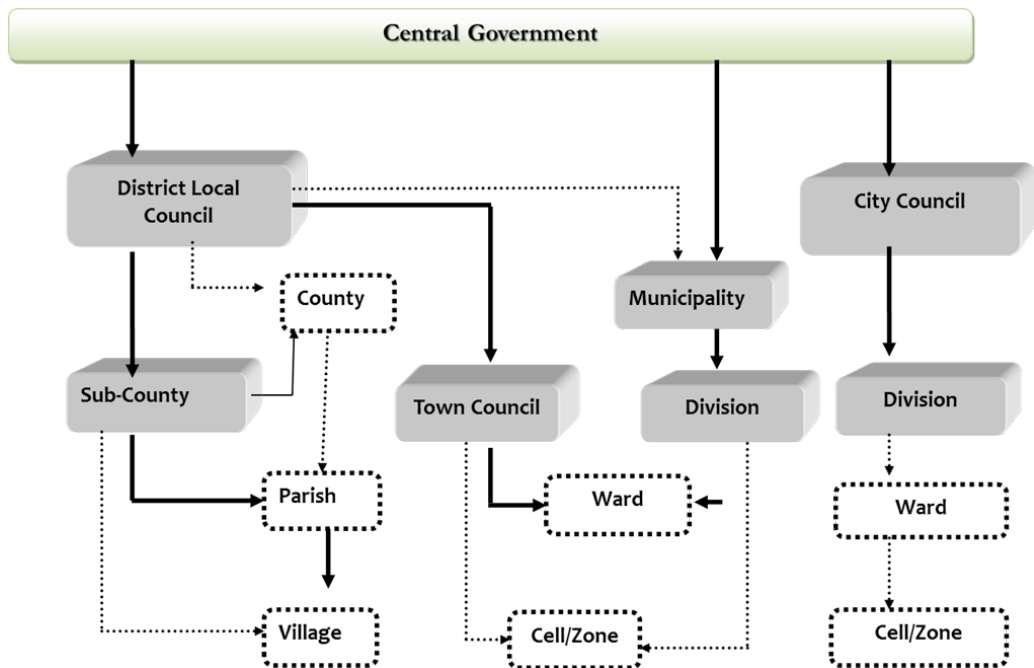 Central Government
District Local
Council
City Council
County
Municipality
Sub-County
Town Council
Division
Division
Parish
Ward
Ward
Village
Cell/Zone
Cell/Zone